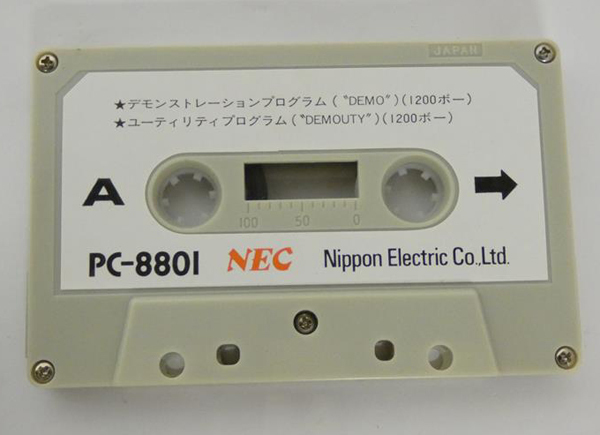 JAPAN
★デモンストレーションプログラム(〝DEMO〞)(1200ボー)
★ユーティリティプログラム(〝DEMOUTY〞)(1200ボー)
A
100 50 0
PC-8801 NEC Nippon Electric Co.,Ltd.